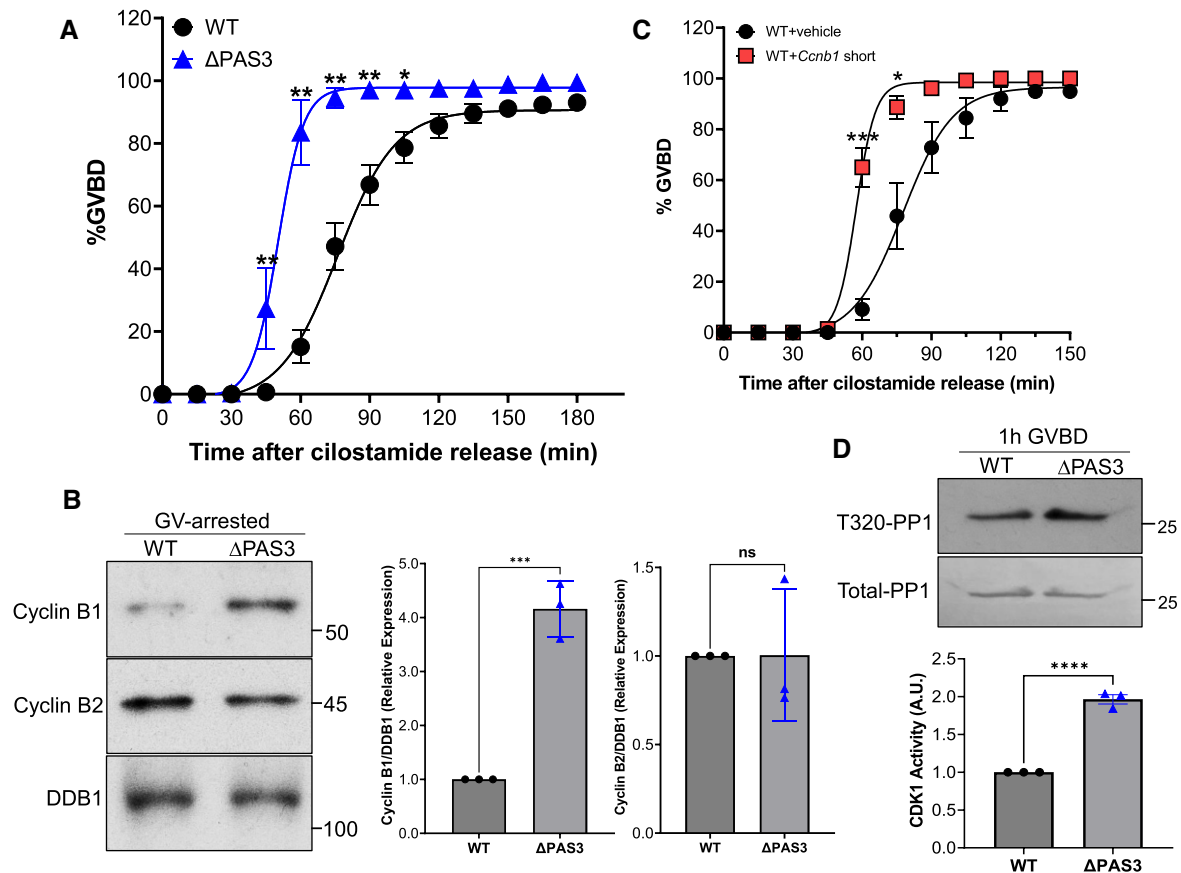 A
WT
ΔPAS3
%GVBD
120
100
80
60
40
20
0
** ** ** ** *
0 30 60 90 120 150 180
Time after cilostamide release (min)
C
WT+vehicle
WT+Ccnb1 short
% GVBD
120
100
80
60
40
20
0
*** *
0 30 60 90 120 150
Time after cilostamide release (min)
B
GV-arrested
WT ΔPAS3
Cyclin B1
50
Cyclin B2
45
DDB1
100
Cyclin B1/DDB1 (Relative Expression)
5.0
4.0
3.0
2.0
1.0
0.0
***
WT ΔPAS3
Cyclin B2/DDB1 (Relative Expression)
1.5
1.0
0.5
0.0
ns
WT ΔPAS3
D
1h GVBD
WT ΔPAS3
T320-PP1
25
Total-PP1
25
CDK1 Activity (A.U.)
2.5
2.0
1.5
1.0
0.5
0.0
****
WT ΔPAS3